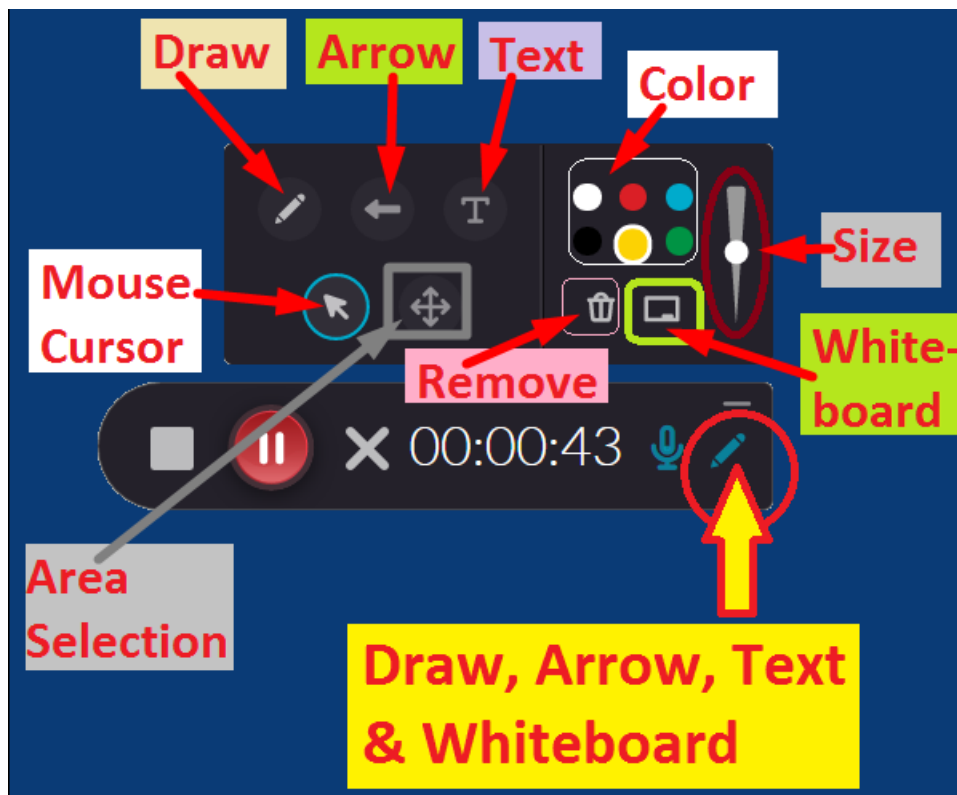 Draw
Arrow
Text
Color
T
Size
Mouse
Cursor
White-
board
Remove
00:00:43
Area
Selection
Draw, Arrow, Text
& Whiteboard